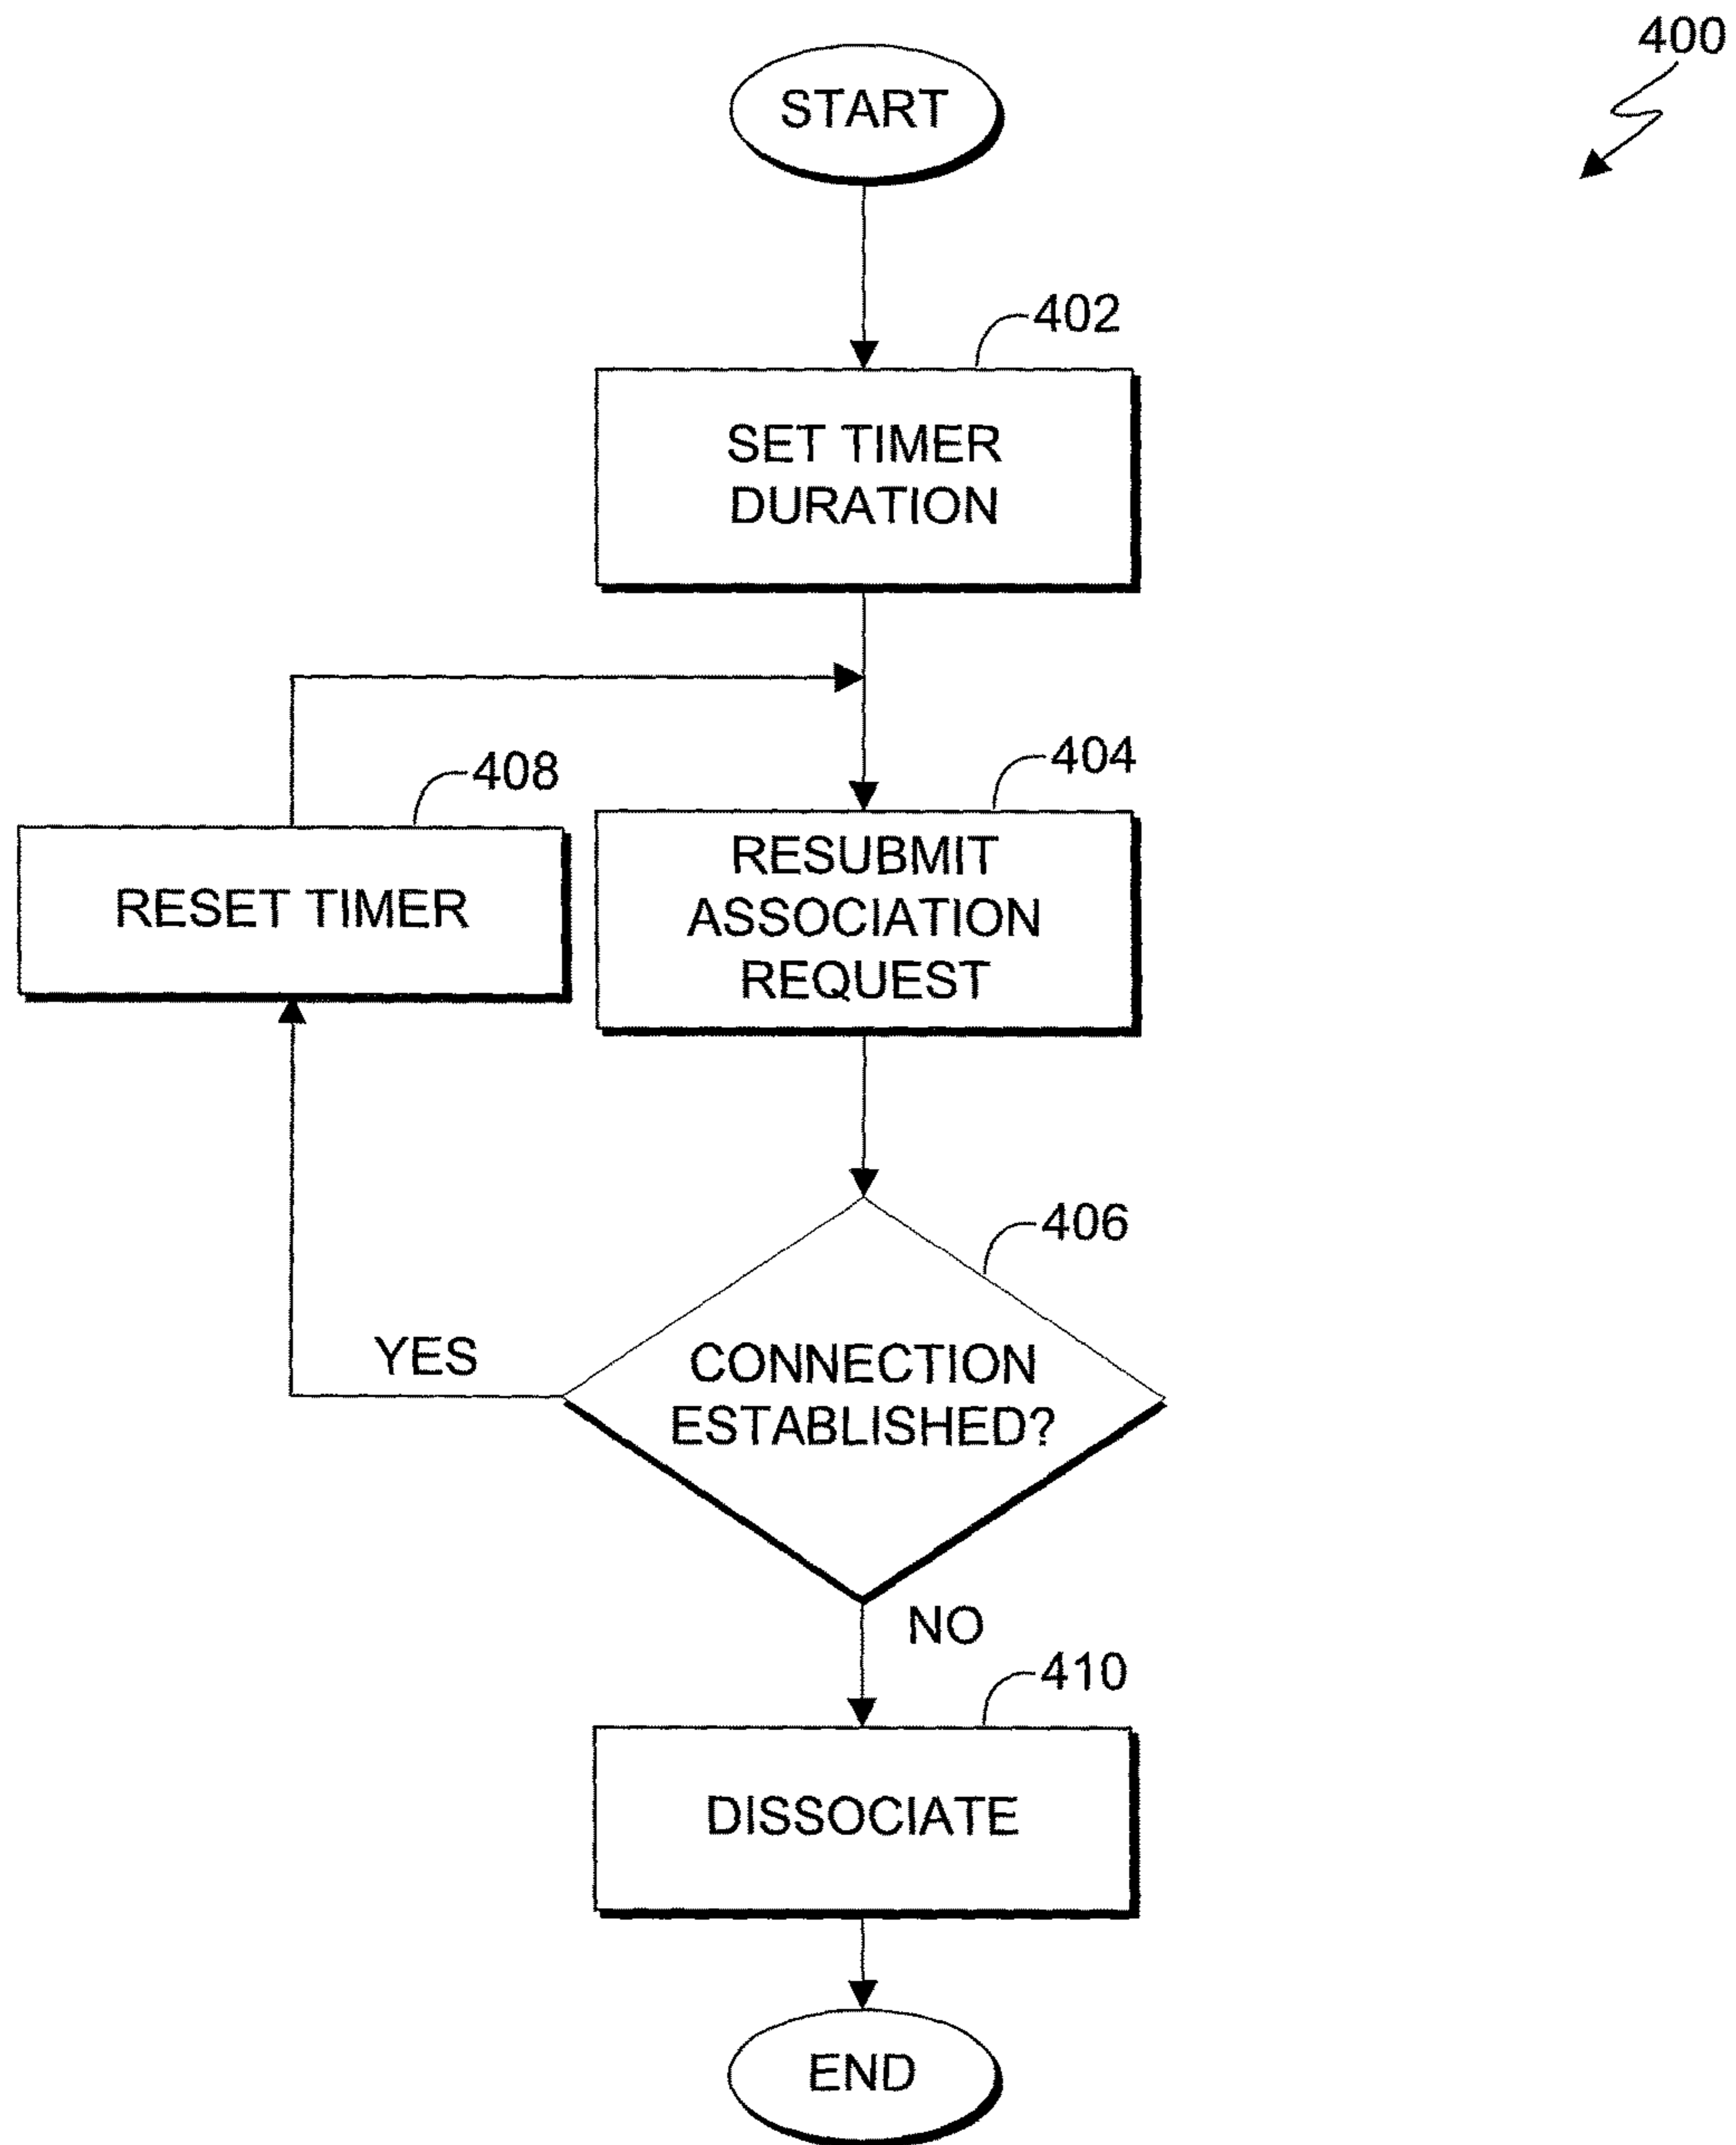 400
START
402
SET TIMER
DURATION
408
404
RESET TIMER
RESUBMIT
ASSOCIATION
REQUEST
406
YES
CONNECTION
ESTABLISHED?
NO
410
DISSOCIATE
END